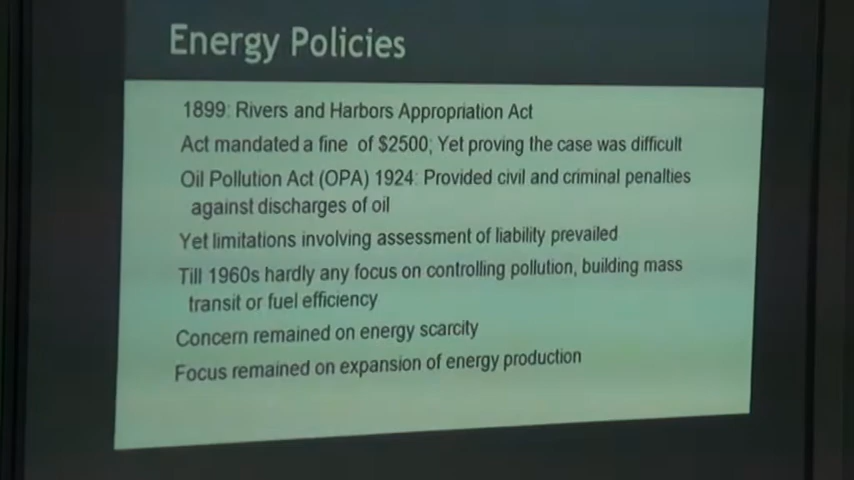 Energy Policies
1899: Rivers and Harbors Appropriation Act
Act mandated a fine of $2500; Yet proving the case was difficult
Oil Pollution Act (OPA) 1924: Provided civil and criminal penalties
against discharges of oil
Yet limitations involving assessment of liability prevailed
Till 1960s hardly any focus on controlling pollution, building mass
transit or fuel efficiency
Concern remained on energy scarcity
Focus remained on expansion of energy production